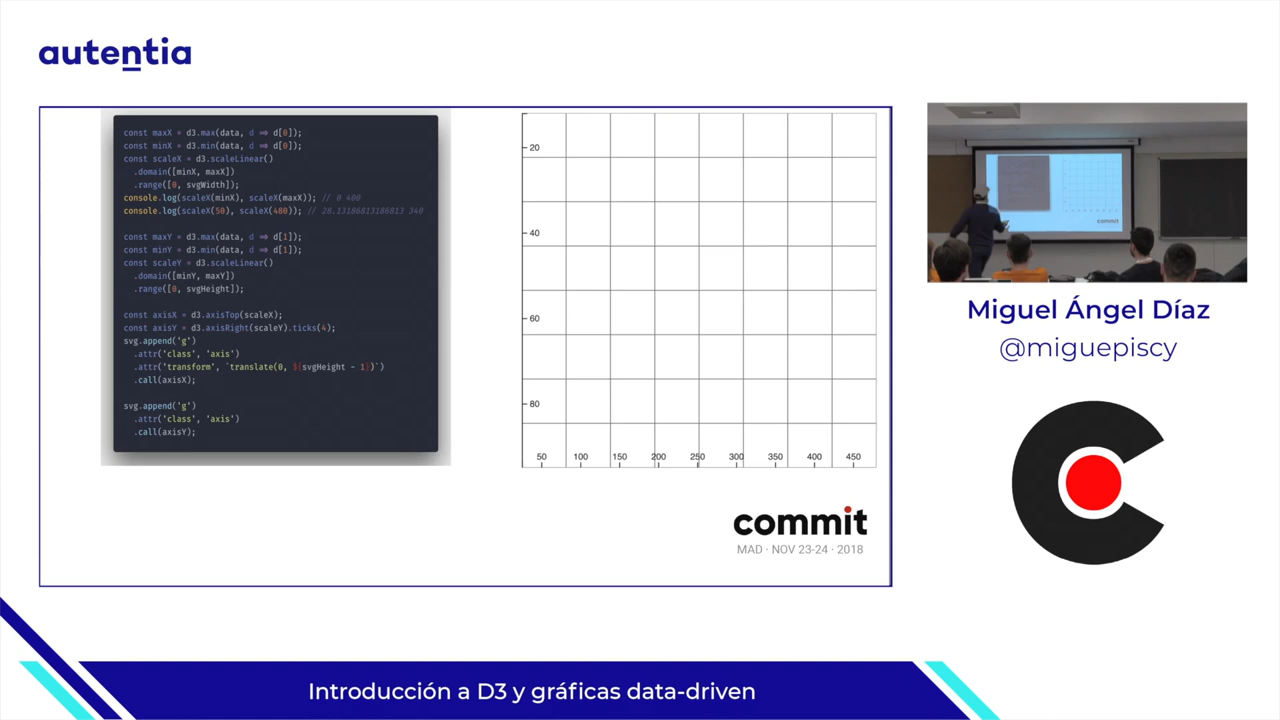 autentia
const maxX = d3.max(data, d => d[0]);
const minX = d3.min(data, d => d[0]);
const scaleX = d3.scaleLinear()
.domain([minX, maxX])
.range([0, svgWidth]);
console.log(scaleX(minX), scaleX(maxX)); // 0 400
console.log(scaleX(50), scaleX(480)); // 28.13186813186813 340
const maxY = d3.max(data, d => d[1]);
const minY = d3.min(data, d => d[1]);
const scaleY = d3.scaleLinear()
.domain([minY, maxY])
.range([0, svgHeight]);
const axisX = d3.axisTop(scaleX);
const axisY = d3.axisRight(scaleY).ticks(4);
svg.append('g')
.attr('class', 'axis')
.attr('transform', `translate(0, ${svgHeight - 1})`)
.call(axisX);
svg.append('g')
.attr('class', 'axis')
.call(axisY);
20
40
60
80
50 100 150 200 250 300 350 400 450
commit
MAD · NOV 23-24 · 2018
commit
Miguel Ángel Díaz
@miguepiscy
Introducción a D3 y gráficas data-driven